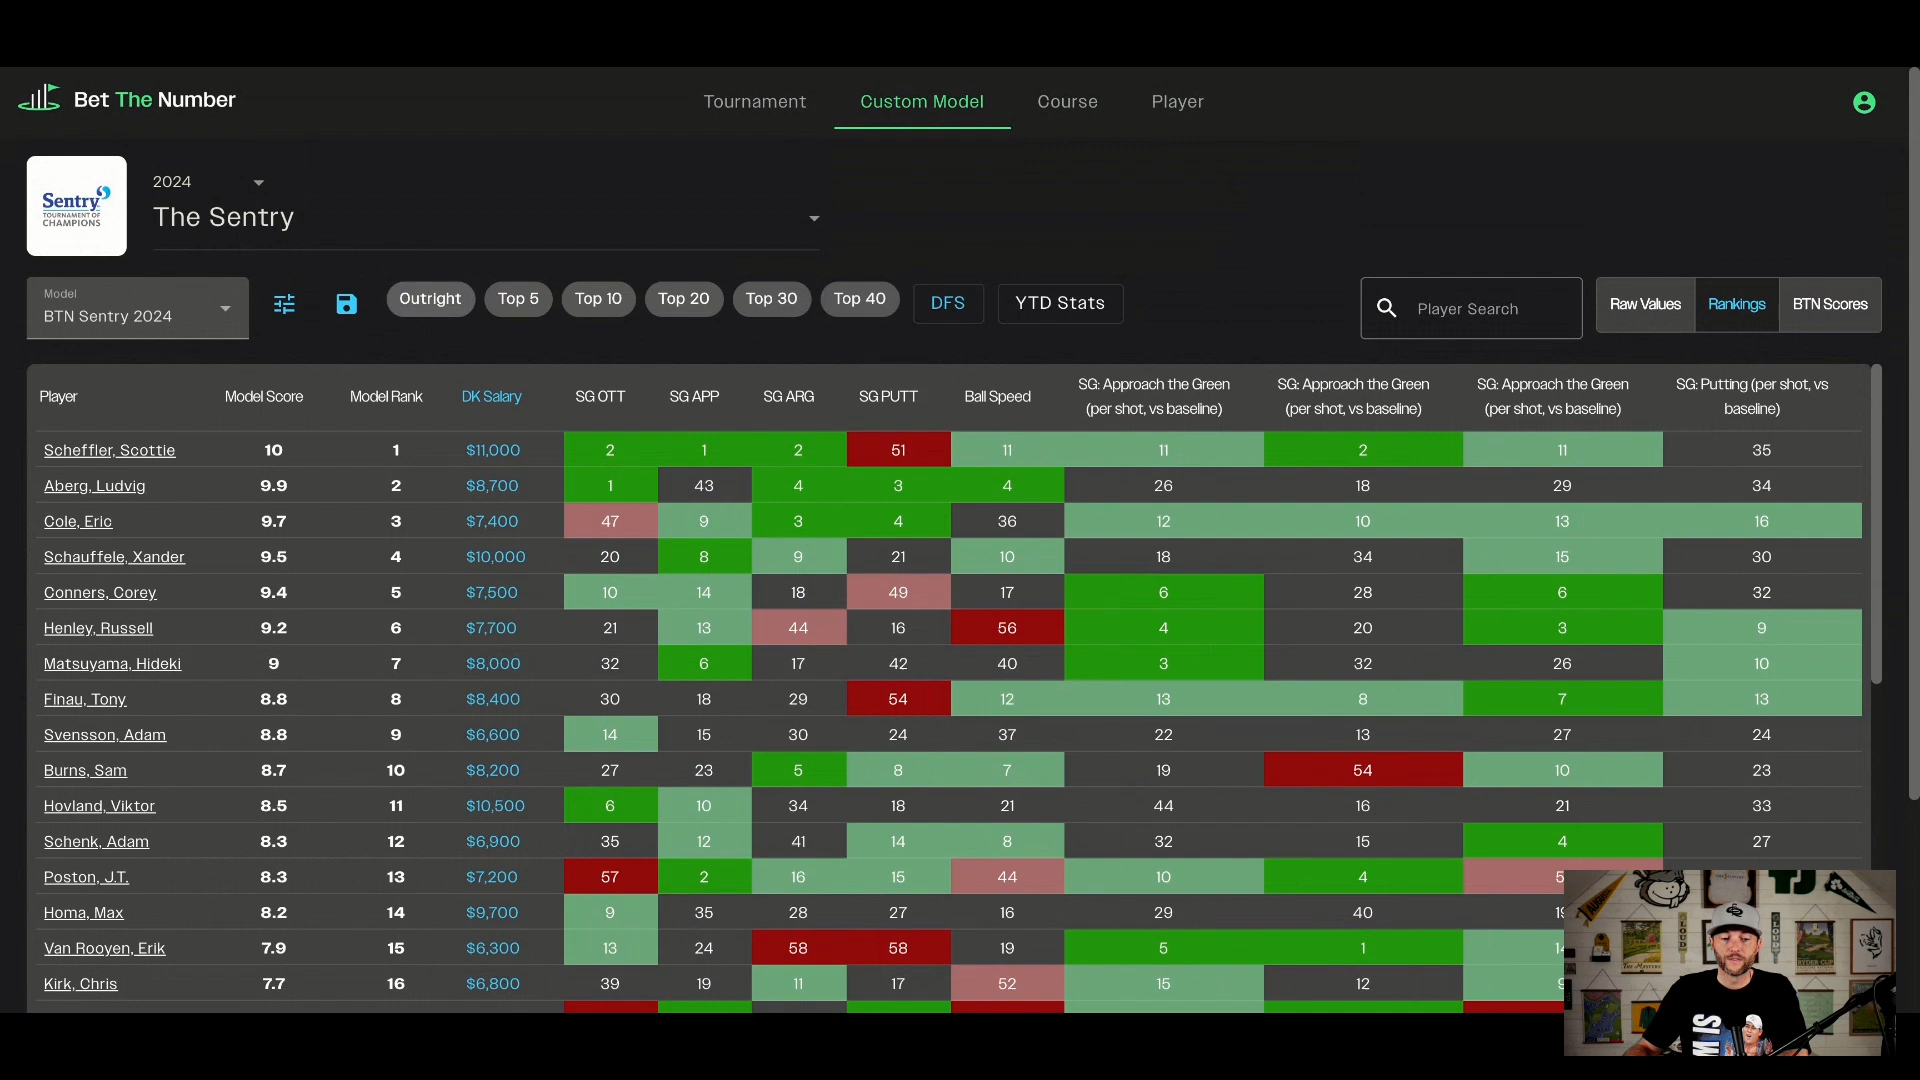 Bet The Number
Tournament
Custom Model
Course
Player
Sentry
TOURNAMENT OF
CHAMPIONS
2024
The Sentry
Model
BTN Sentry 2024
Outright
Top 5
Top 10
Top 20
Top 30
Top 40
DFS
YTD Stats
Player Search
Raw Values
Rankings
BTN Scores
Player Model Score Model Rank DK Salary SG OTT SG APP SG ARG SG PUTT Ball Speed SG: Approach the Green (per shot, vs baseline) SG: Approach the Green (per shot, vs baseline) SG: Approach the Green (per shot, vs baseline) SG: Putting (per shot, vs baseline)
Scheffler, Scottie 10 1 $11,000 2 1 2 51 11 11 2 11 35
Aberg, Ludvig 9.9 2 $8,700 1 43 4 3 4 26 18 29 34
Cole, Eric 9.7 3 $7,400 47 9 3 4 36 12 10 13 16
Schauffele, Xander 9.5 4 $10,000 20 8 9 21 10 18 34 15 30
Conners, Corey 9.4 5 $7,500 10 14 18 49 17 6 28 6 32
Henley, Russell 9.2 6 $7,700 21 13 44 16 56 4 20 3 9
Matsuyama, Hideki 9 7 $8,000 32 6 17 42 40 3 32 26 10
Finau, Tony 8.8 8 $8,400 30 18 29 54 12 13 8 7 13
Svensson, Adam 8.8 9 $6,600 14 15 30 24 37 22 13 27 24
Burns, Sam 8.7 10 $8,200 27 23 5 8 7 19 54 10 23
Hovland, Viktor 8.5 11 $10,500 6 10 34 18 21 44 16 21 33
Schenk, Adam 8.3 12 $6,900 35 12 41 14 8 32 15 4 27
Poston, J.T. 8.3 13 $7,200 57 2 16 15 44 10 4
Homa, Max 8.2 14 $9,700 9 35 28 27 16 29 40
Van Rooyen, Erik 7.9 15 $6,300 13 24 58 58 19 5 1
Kirk, Chris 7.7 16 $6,800 39 19 11 17 52 15 12